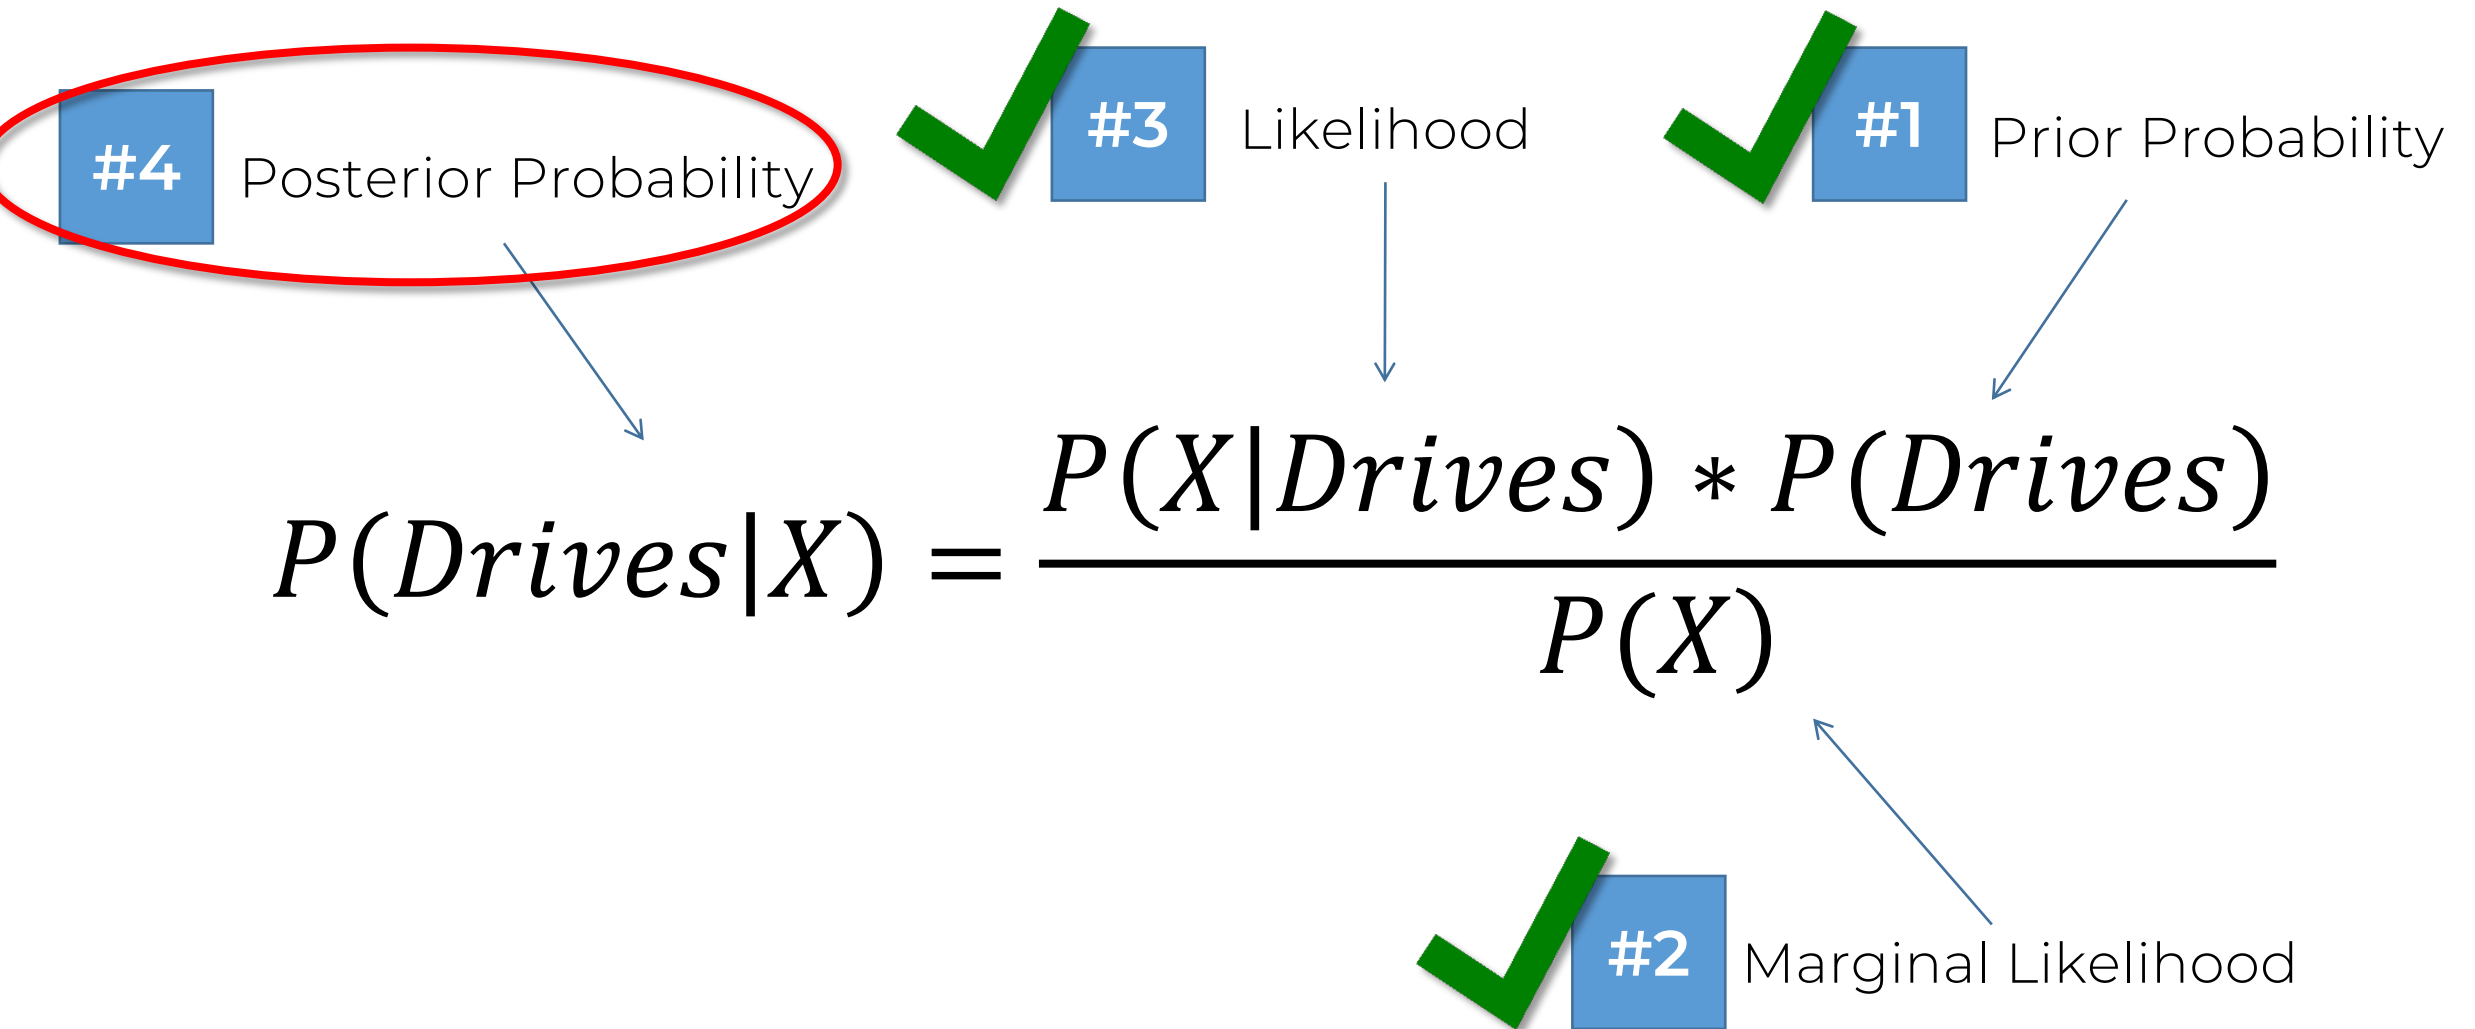 #4 Posterior Probability
#3 Likelihood
#1 Prior Probability
P(Drives|X) = P(X|Drives) * P(Drives)
P(X)
#2 Marginal Likelihood